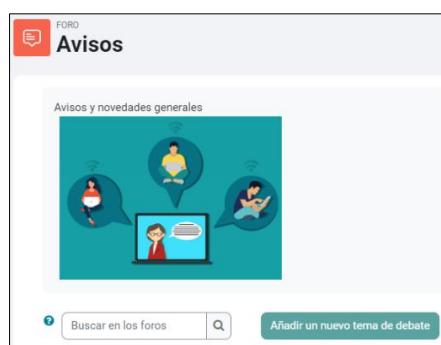 FORO
Avisos
Avisos y novedades generales
Buscar en los foros
Añadir un nuevo tema de debate